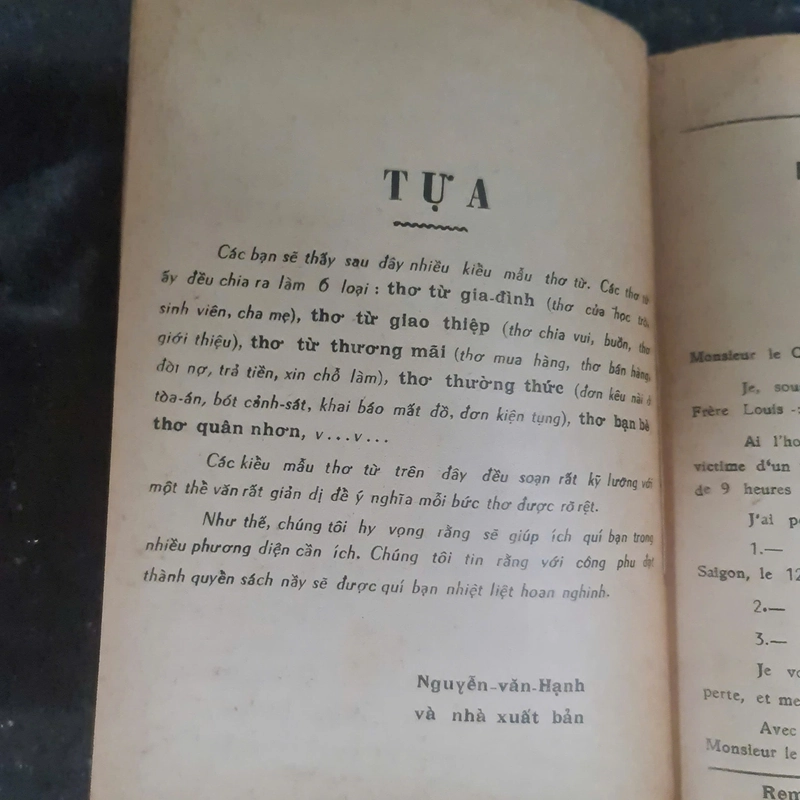 TỰA
Các bạn sẽ thấy sau đây nhiều kiểu mẫu thơ từ. Các thơ từ
ấy đều chia ra làm 6 loại : thơ từ gia-đình (thơ của học trò,
sinh viên, cha mẹ), thơ từ giao thiệp (thơ chia vui, buồn, thơ
giới thiệu), thơ từ thương mãi (thơ mua hàng, thơ bán hàng,
đòi nợ, trả tiền, xin chỗ làm), thơ thường thức (đơn kêu nài ở
tòa-án, bót cảnh-sát, khai báo mất đồ, đơn kiện tụng), thơ bạn bè,
thơ quân nhơn, v...v...
Các kiểu mẫu thơ từ trên đây đều soạn rất kỹ lưỡng với
một thể văn rất giản dị để ý nghĩa mỗi bức thơ được rõ rệt.
Như thế, chúng tôi hy vọng rằng sẽ giúp ích quí bạn trong
nhiều phương diện cần ích. Chúng tôi tin rằng với công phu đạt
thành quyển sách nầy sẽ được quí bạn nhiệt liệt hoan nghinh.
Nguyễn-văn-Hạnh
và nhà xuất bản
Monsieur le
Je,
Frère Louis
Ai
victime d'un
de 9 heures
J'ai
1.—
Saigon, le 12
2.—
3.—
Je
perte, et
Avec
Monsieur le